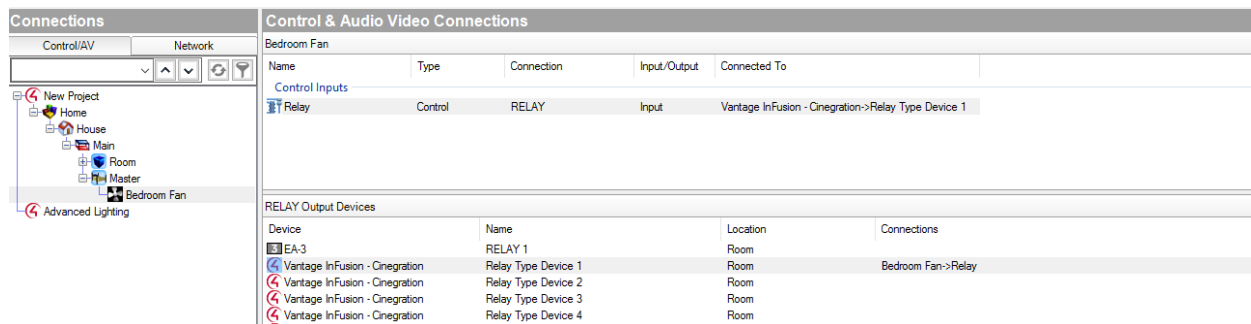 Connections
Control & Audio Video Connections
Control/AV Network
Bedroom Fan
Name Type Connection Input/Output Connected To
Control Inputs
Relay Control RELAY Input Vantage InFusion - Cinegration->Relay Type Device 1
New Project
Home
House
Main
Room
Master
Bedroom Fan
Advanced Lighting
RELAY Output Devices
Device Name Location Connections
3 EA-3 RELAY 1 Room
Vantage InFusion - Cinegration Relay Type Device 1 Room Bedroom Fan->Relay
Vantage InFusion - Cinegration Relay Type Device 2 Room
Vantage InFusion - Cinegration Relay Type Device 3 Room
Vantage InFusion - Cinegration Relay Type Device 4 Room